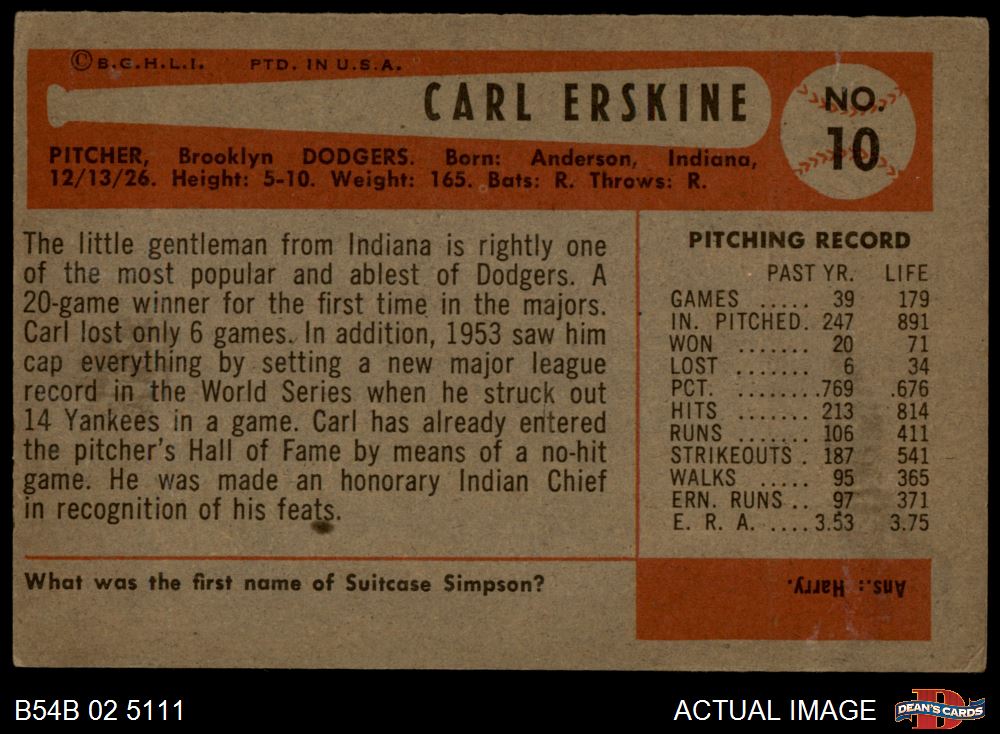 © B.G.H.L.I. PTD. IN U.S.A.
CARL ERSKINE
NO.
10
PITCHER, Brooklyn DODGERS. Born: Anderson, Indiana,
12/13/26. Height: 5-10. Weight: 165. Bats: R. Throws: R.
The little gentleman from Indiana is rightly one
of the most popular and ablest of Dodgers. A
20-game winner for the first time in the majors.
Carl lost only 6 games. In addition, 1953 saw him
cap everything by setting a new major league
record in the World Series when he struck out
14 Yankees in a game. Carl has already entered
the pitcher's Hall of Fame by means of a no-hit
game. He was made an honorary Indian Chief
in recognition of his feats.
PITCHING RECORD
PAST YR. LIFE
GAMES ..... 39 179
IN. PITCHED. 247 891
WON ....... 20 71
LOST ....... 6 34
PCT. ....... .769 .676
HITS ....... 213 814
RUNS ....... 106 411
STRIKEOUTS . 187 541
WALKS ..... 95 365
ERN. RUNS .. 97 371
E. R. A. .... 3.53 3.75
What was the first name of Suitcase Simpson?
Ans.: Harry.
B54B 02 5111
ACTUAL IMAGE
DEAN'S CARDS